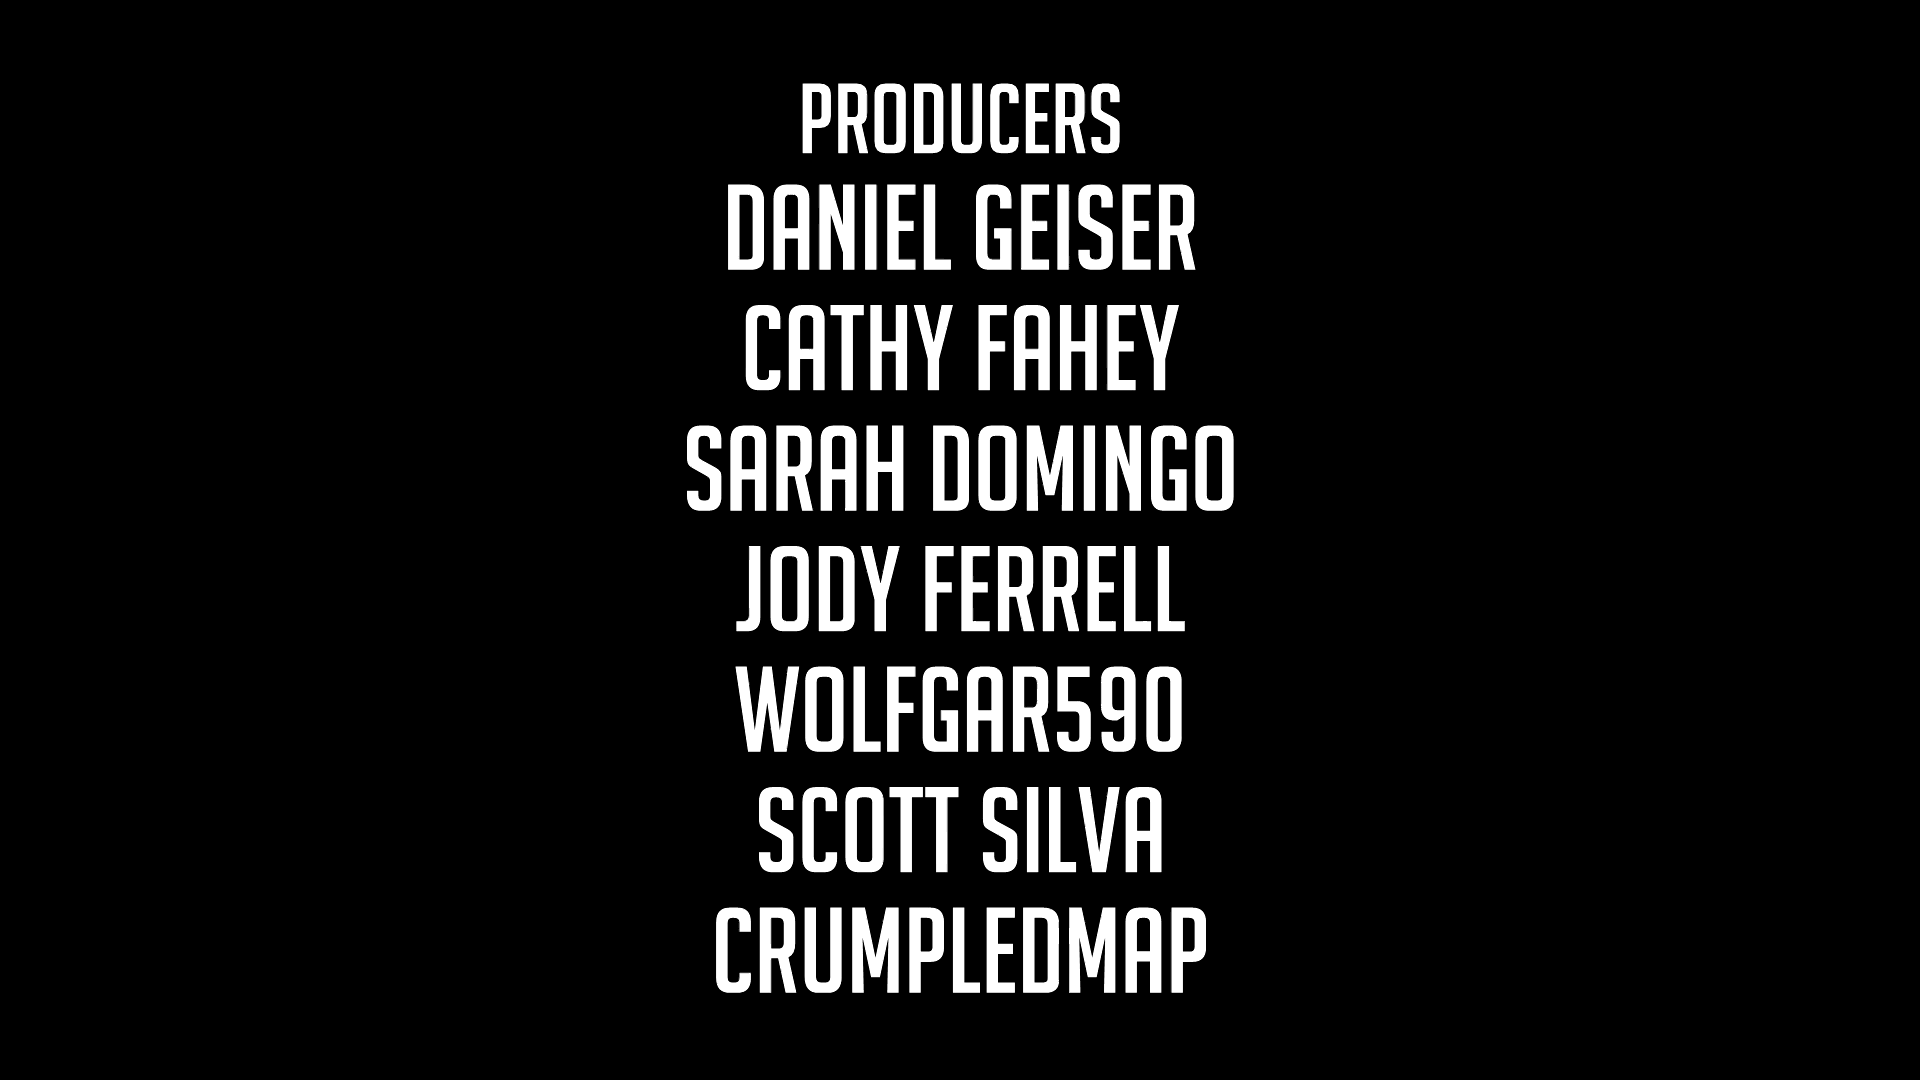 PRODUCERS
DANIEL GEISER
CATHY FAHEY
SARAH DOMINGO
JODY FERRELL
WOLFGAR590
SCOTT SILVA
CRUMPLEDMAP